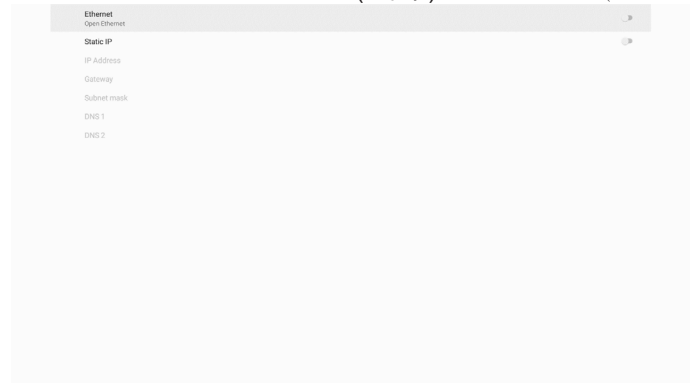 Ethernet
Open Ethernet
Static IP
IP Address
Gateway
Subnet mask
DNS 1
DNS 2